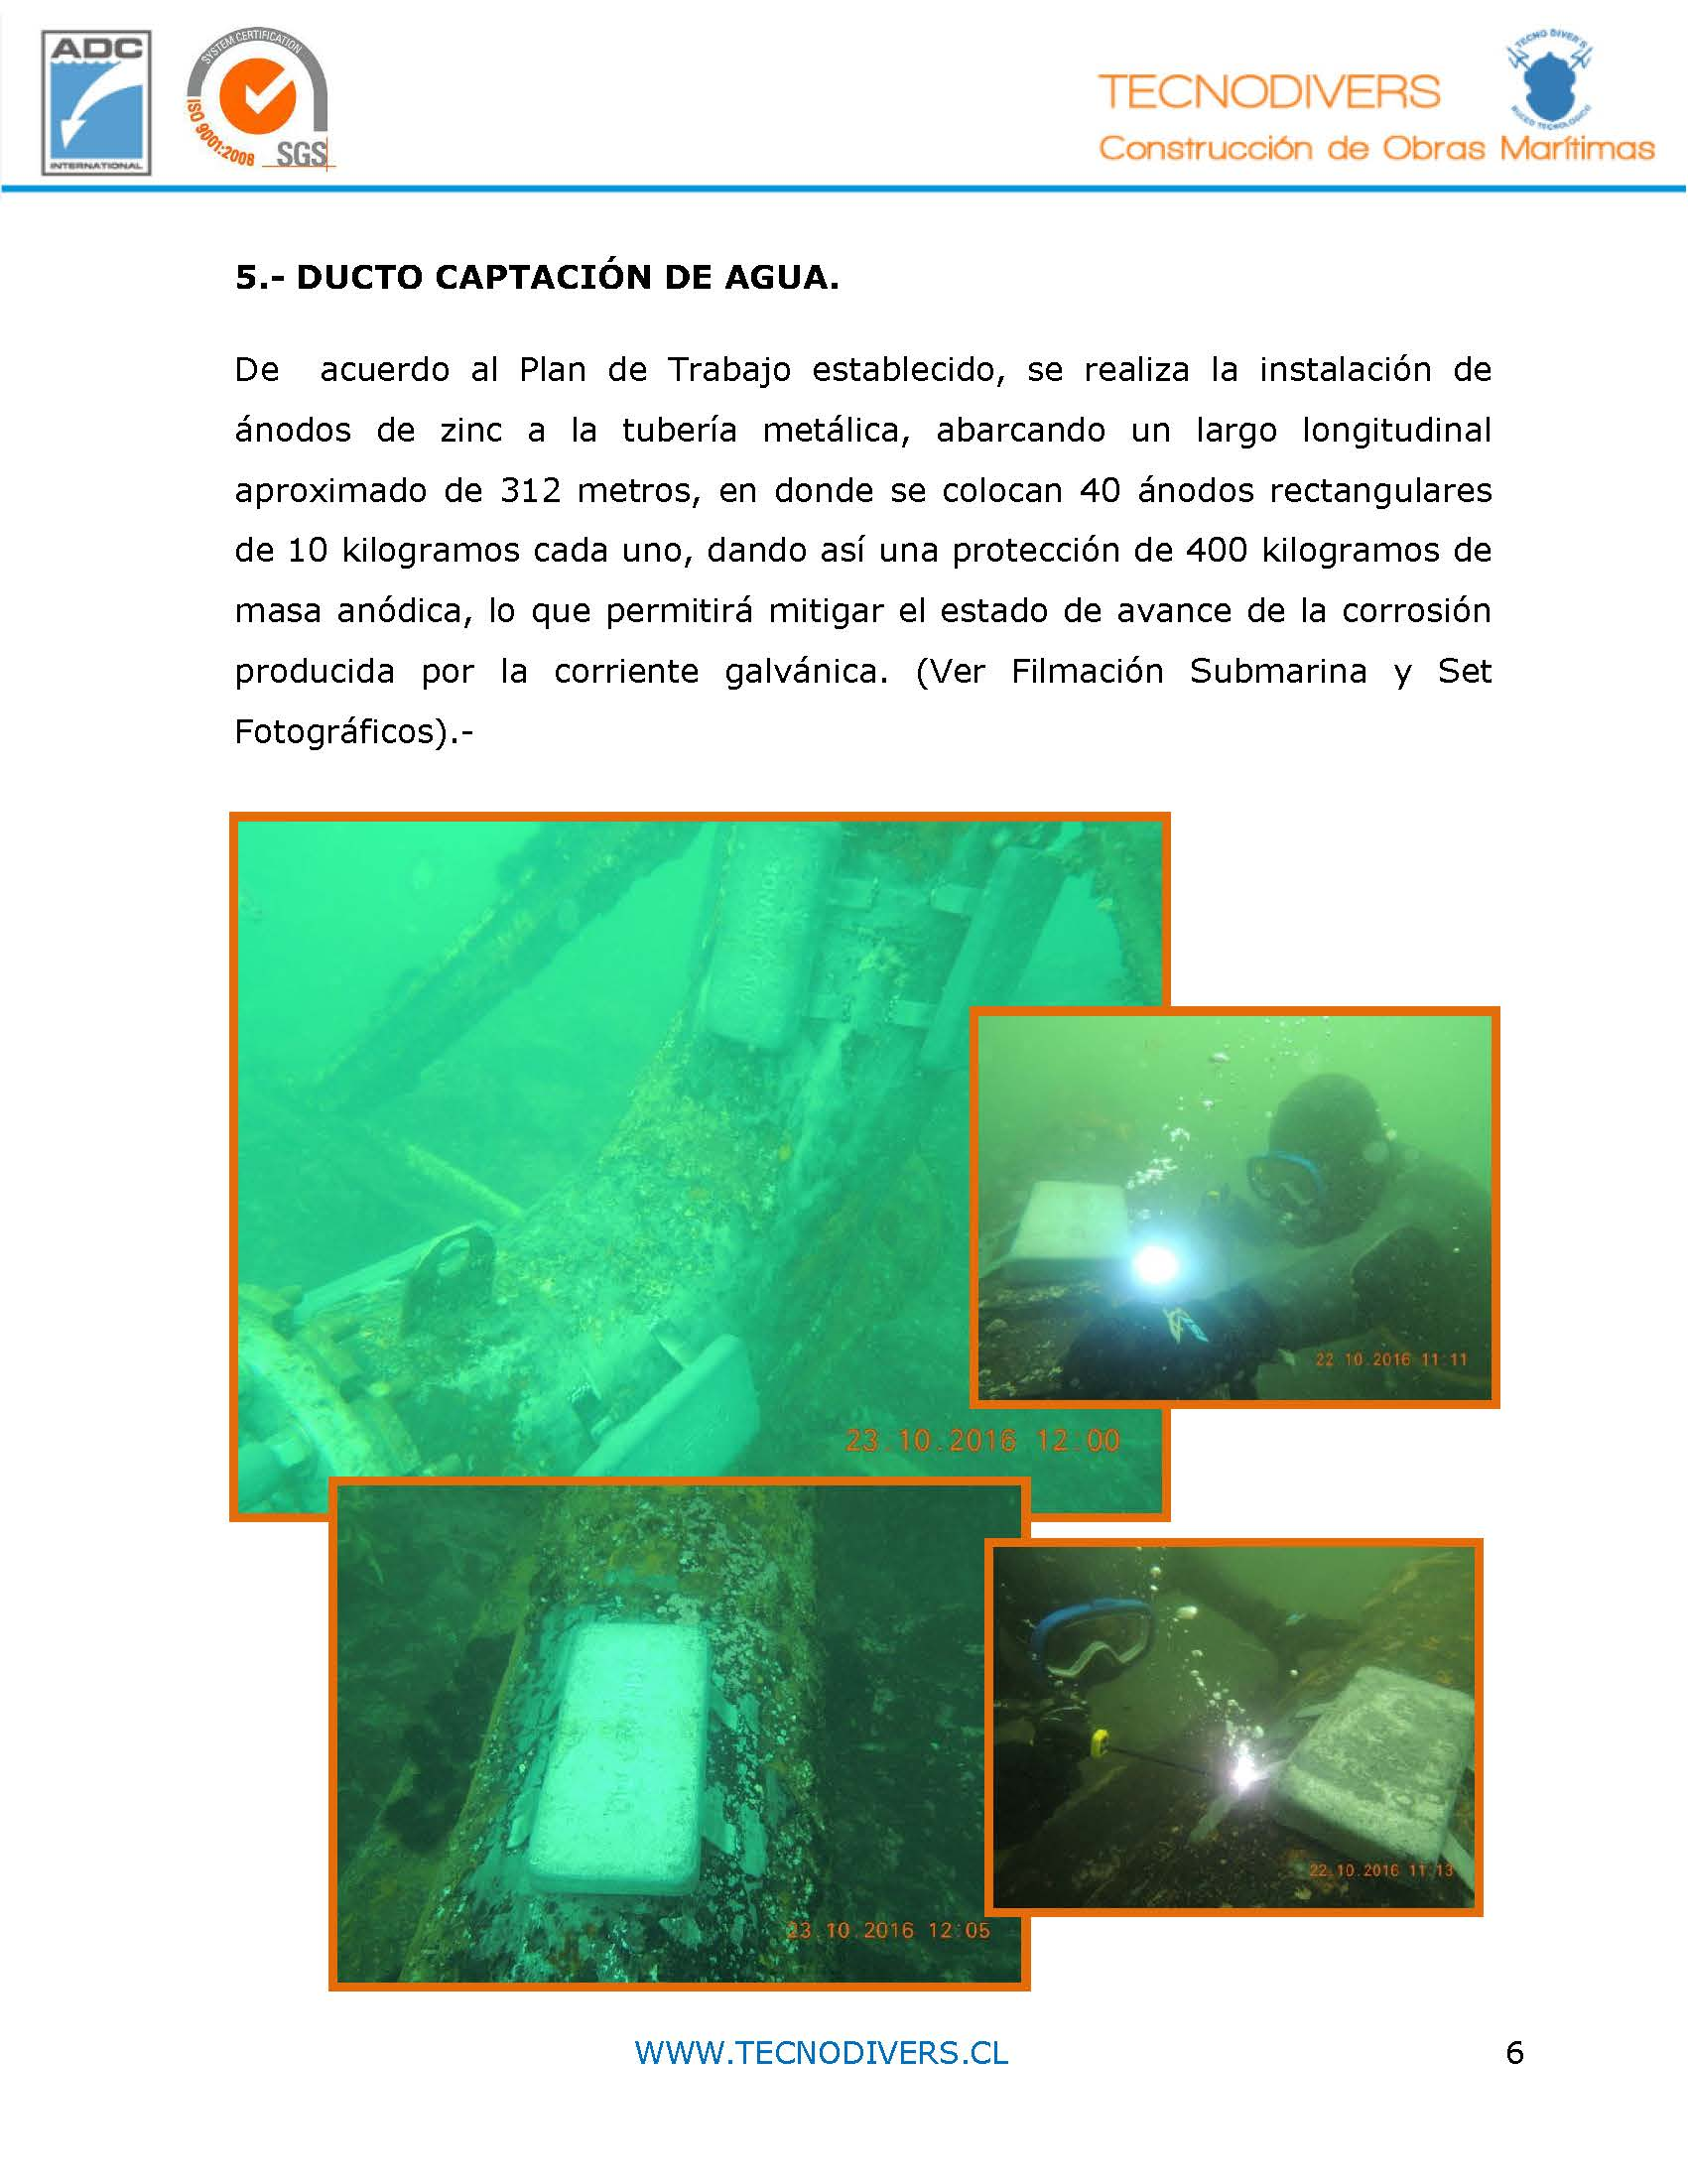 ADC
INTERNATIONAL
SYSTEM CERTIFICATION
ISO 9001:2008
SGS
TECNODIVERS
Construcción de Obras Marítimas
TECNO DIVER'S
BUCEO TECNOLOGICO
5.- DUCTO CAPTACIÓN DE AGUA.
De acuerdo al Plan de Trabajo establecido, se realiza la instalación de
ánodos de zinc a la tubería metálica, abarcando un largo longitudinal
aproximado de 312 metros, en donde se colocan 40 ánodos rectangulares
de 10 kilogramos cada uno, dando así una protección de 400 kilogramos de
masa anódica, lo que permitirá mitigar el estado de avance de la corrosión
producida por la corriente galvánica. (Ver Filmación Submarina y Set
Fotográficos).-
22 10 2016 11 11
23.10.2016 12:00
22.10.2016 11 13
23.10.2016 12:05
WWW.TECNODIVERS.CL
6